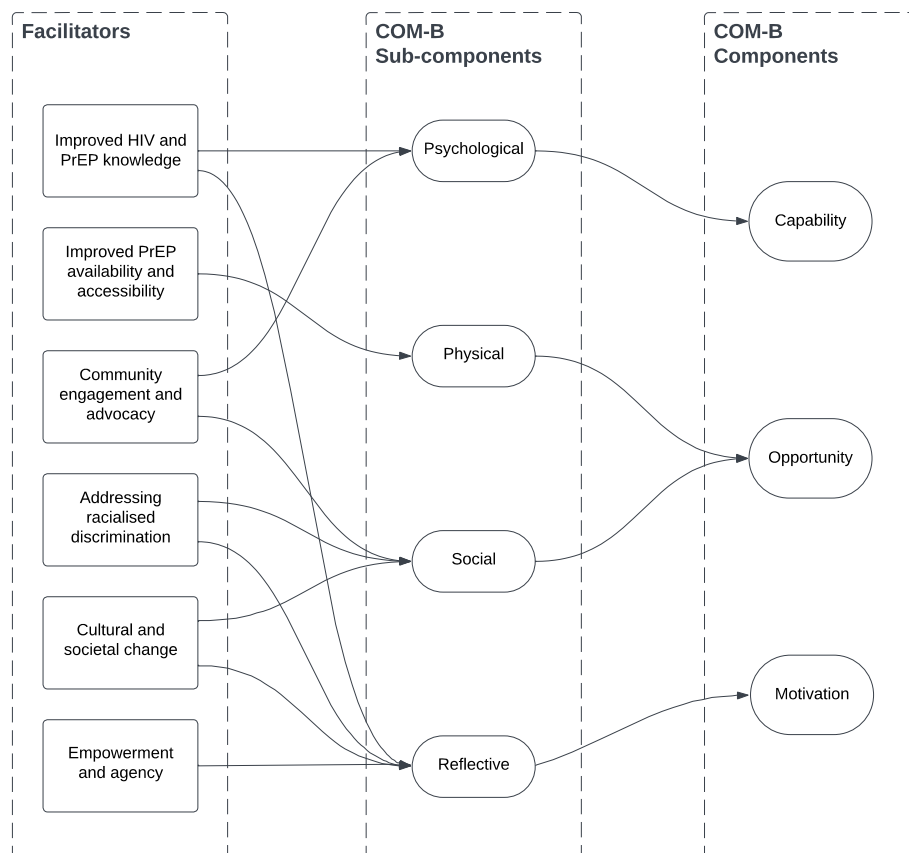 Facilitators
COM-B
Sub-components
COM-B
Components
Improved HIV and
PrEP knowledge
Improved PrEP
availability and
accessibility
Community
engagement and
advocacy
Addressing
racialised
discrimination
Cultural and
societal change
Empowerment
and agency
Psychological
Physical
Social
Reflective
Capability
Opportunity
Motivation